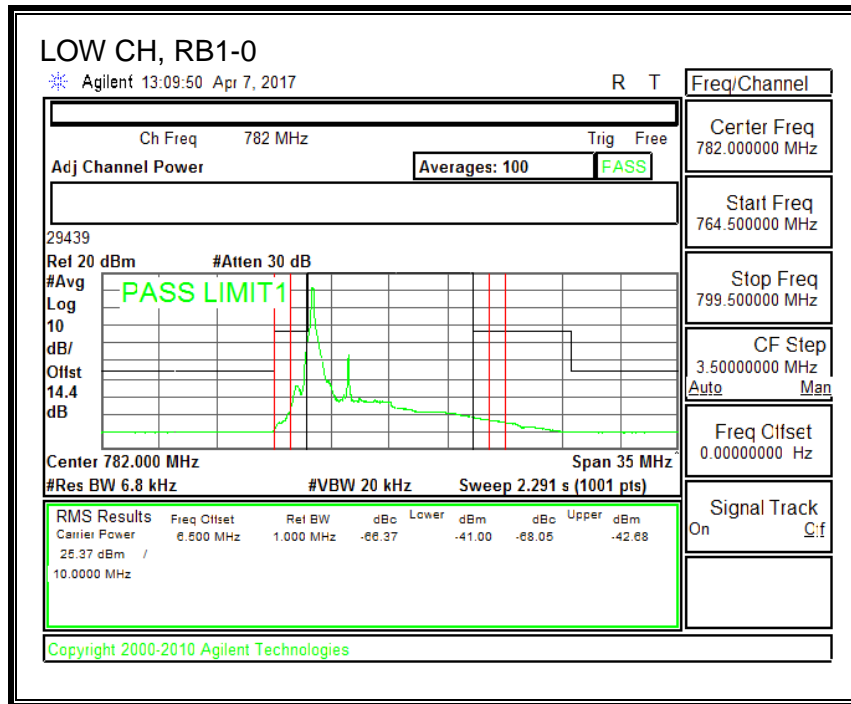 LOW CH, RB1-0
Agilent 13:09:50 Apr 7, 2017 R T
Freq/Channel
Ch Freq 782 MHz Trig Free
Adj Channel Power Averages: 100 PASS
Center Freq
782.000000 MHz
Start Freq
764.500000 MHz
Stop Freq
799.500000 MHz
CF Step
3.50000000 MHz
Auto Man
Freq Offset
0.00000000 Hz
Signal Track
On Off
29439
Ref 20 dBm #Atten 30 dB
#Avg
Log
10
dB/
Offst
14.4
dB
PASS LIMIT1
Center 782.000 MHz Span 35 MHz
#Res BW 6.8 kHz #VBW 20 kHz Sweep 2.291 s (1001 pts)
RMS Results Freq Offset Ref BW dBc Lower dBm dBc Upper dBm
Carrier Power 6.500 MHz 1.000 MHz -66.37 -41.00 -68.05 -42.68
25.37 dBm /
10.0000 MHz
Copyright 2000-2010 Agilent Technologies